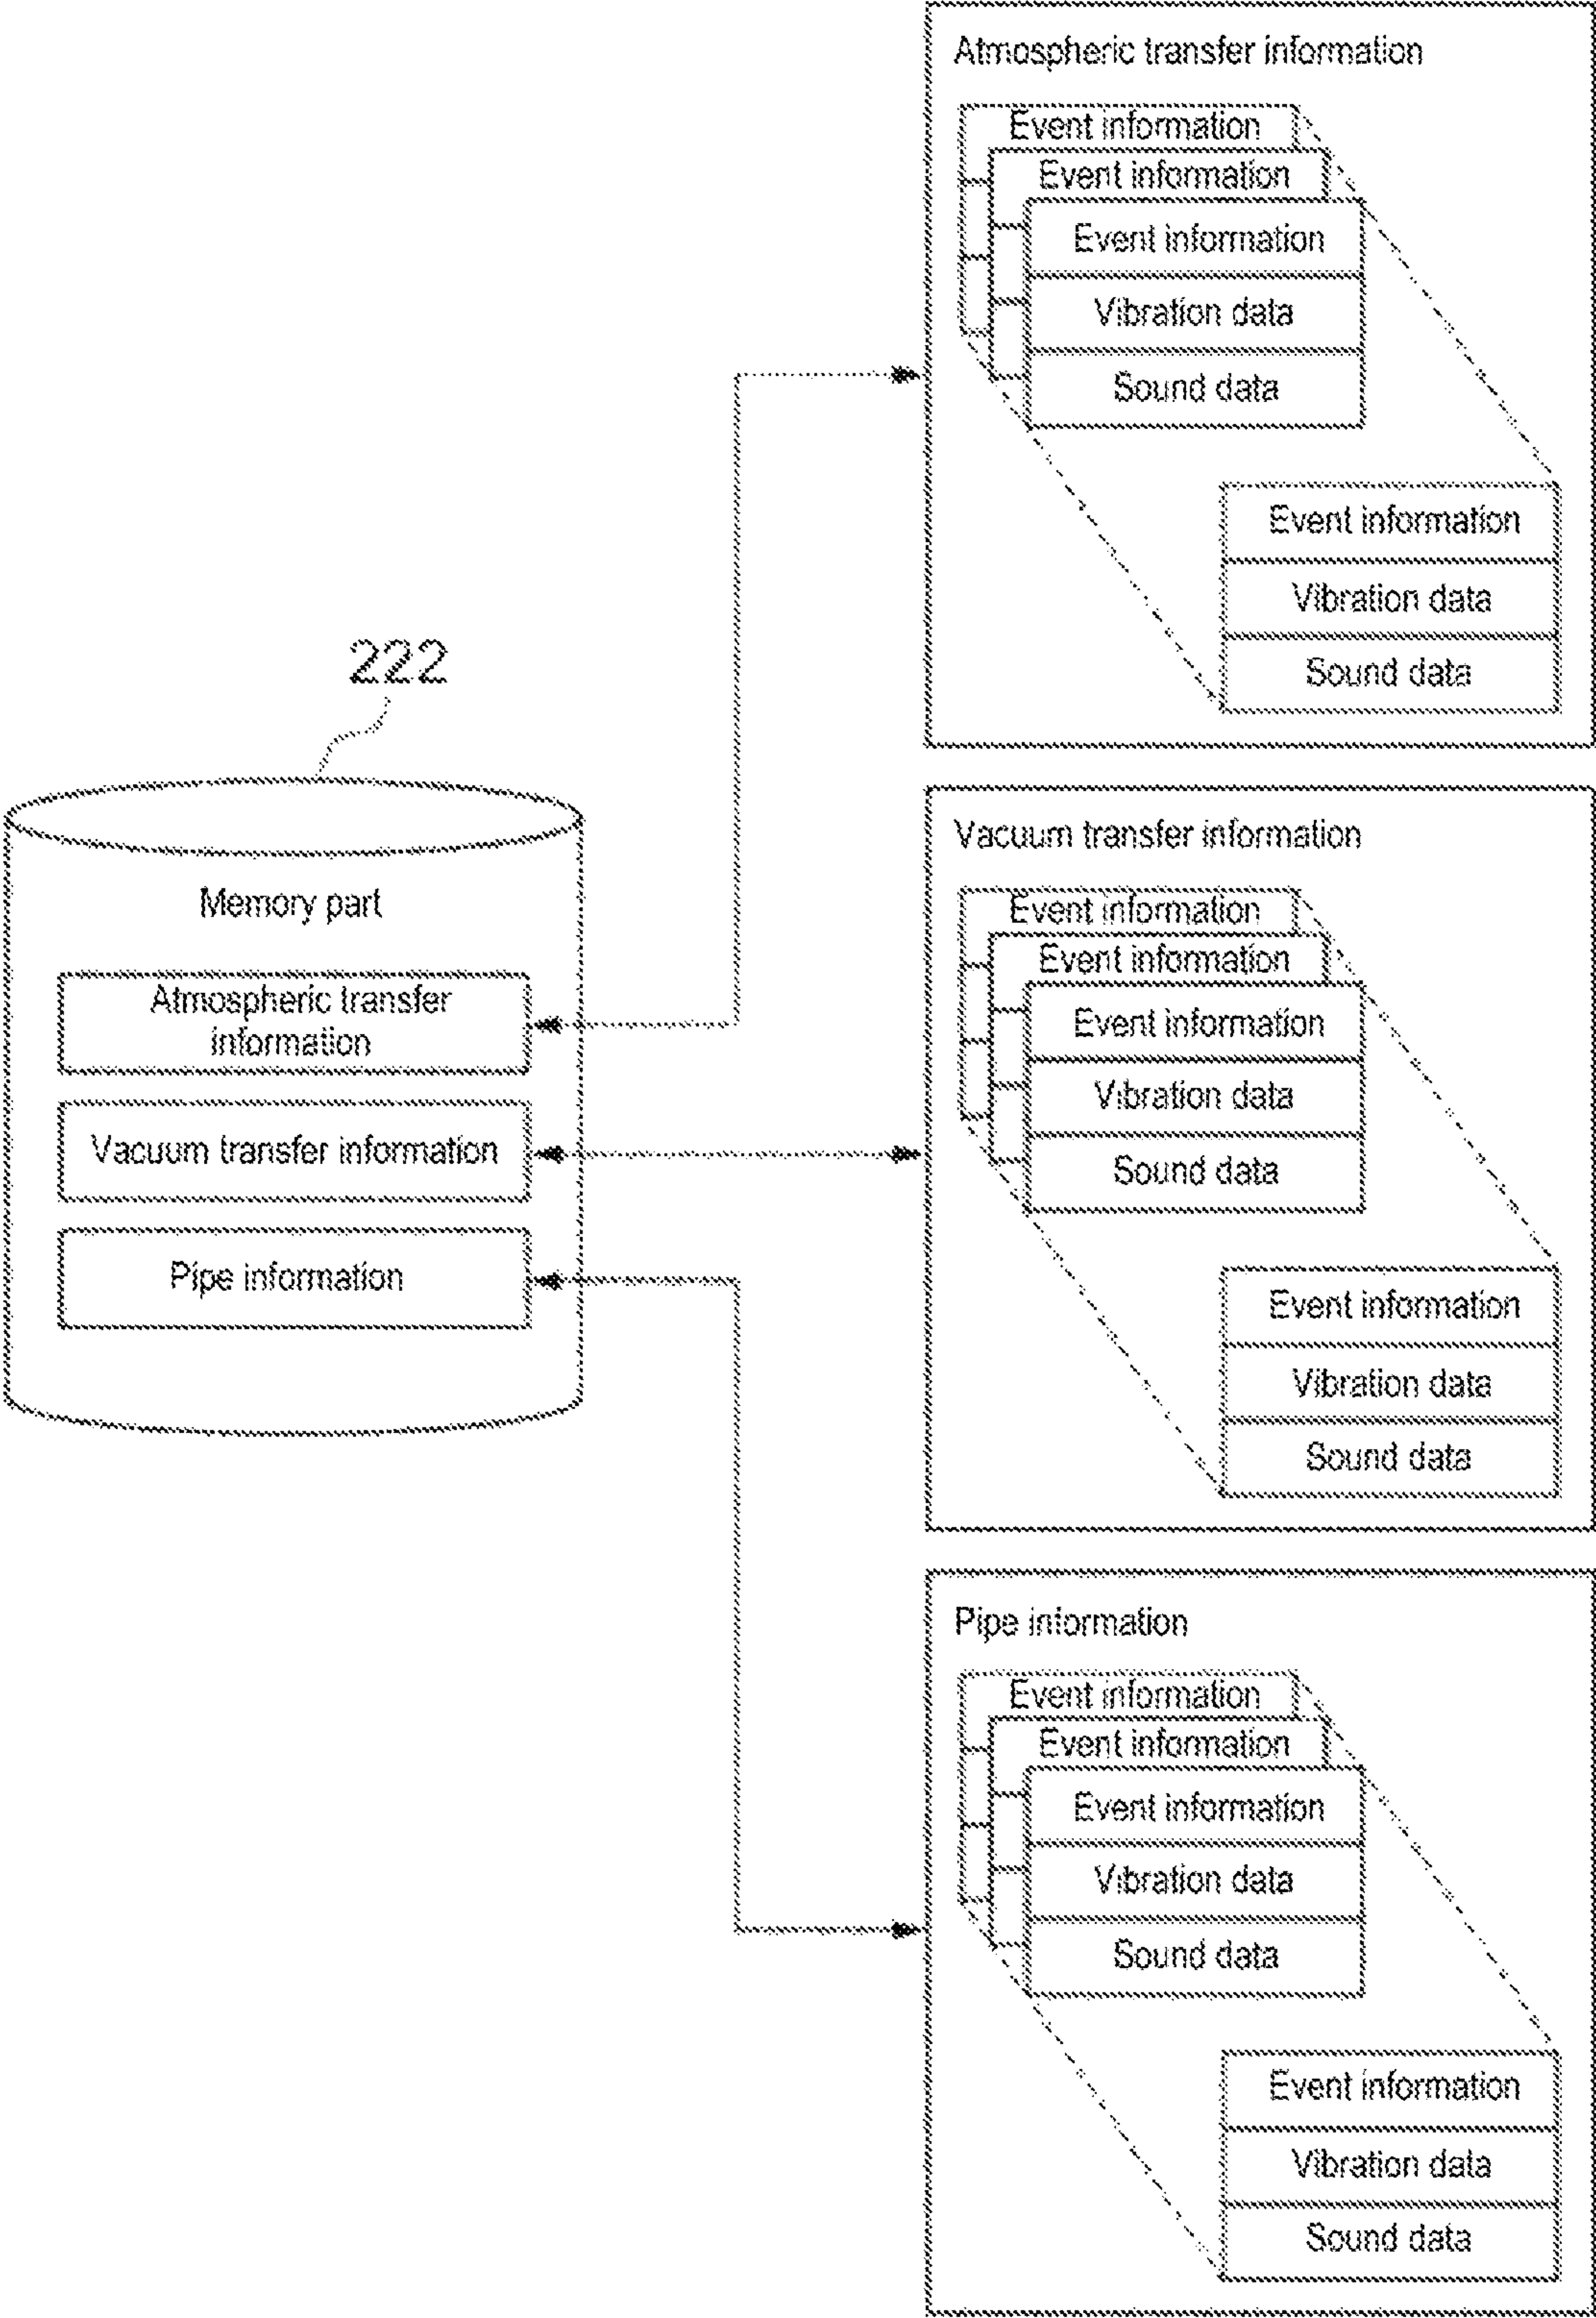 222
Memory part
Atmospheric transfer
information
Vacuum transfer information
Pipe information
Atmospheric transfer information
Event information
Event information
Event information
Vibration data
Sound data
Event information
Vibration data
Sound data
Vacuum transfer information
Event information
Event information
Event information
Vibration data
Sound data
Event information
Vibration data
Sound data
Pipe information
Event information
Event information
Event information
Vibration data
Sound data
Event information
Vibration data
Sound data